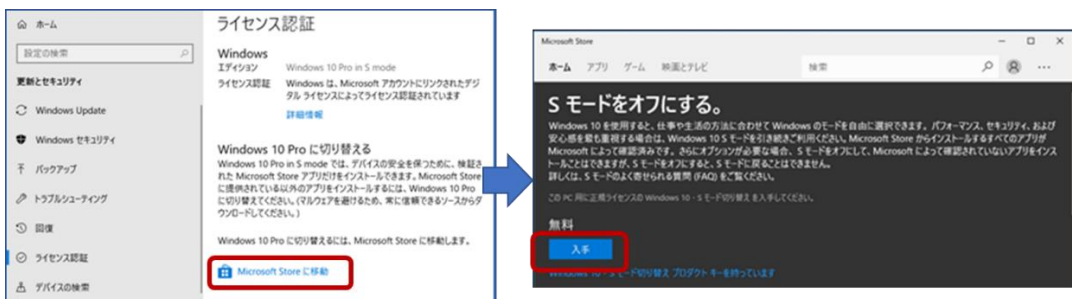 ホーム
設定の検索
更新とセキュリティ
Windows Update
Windows セキュリティ
バックアップ
トラブルシューティング
回復
ライセンス認証
デバイスの検索
ライセンス認証
Windows
エディション Windows 10 Pro in S mode
ライセンス認証 Windows は、Microsoft アカウントにリンクされたデジ
タル ライセンスによってライセンス認証されています
詳細情報
Windows 10 Pro に切り替える
Windows 10 Pro in S mode では、デバイスの安全を保つために、検証さ
れた Microsoft Store アプリだけをインストールできます。Microsoft Store
に提供されている以外のアプリをインストールするには、Windows 10 Pro
に切り替えてください。(マルウェアを避けるため、常に信頼できるソースからダ
ウンロードしてください。)
Windows 10 Pro に切り替えるには、Microsoft Store に移動します。
Microsoft Store に移動
Microsoft Store
ホーム アプリ ゲーム 映画とテレビ 検索
S モードをオフにする。
Windows 10 を使用すると、仕事や生活の方法に合わせて Windows のモードを自由に選択できます。パフォーマンス、セキュリティ、および
安心感を最も重視する場合は、Windows 10 S モードを引き続きご利用ください。Microsoft Store からインストールするすべてのアプリが
Microsoft によって確認済みです。さらにオプションが必要な場合、S モードをオフにして、Microsoft によって確認されていないアプリをインス
トールことはできますが、S モードをオフにすると、S モードに戻ることはできません。
詳しくは、S モードのよく寄せられる質問 (FAQ) をご覧ください。
この PC 用に正規ライセンスの Windows 10 - S モード切り替え を入手してください。
無料
入手
Windows 10 - S モード切り替え プロダクト キーを持っています